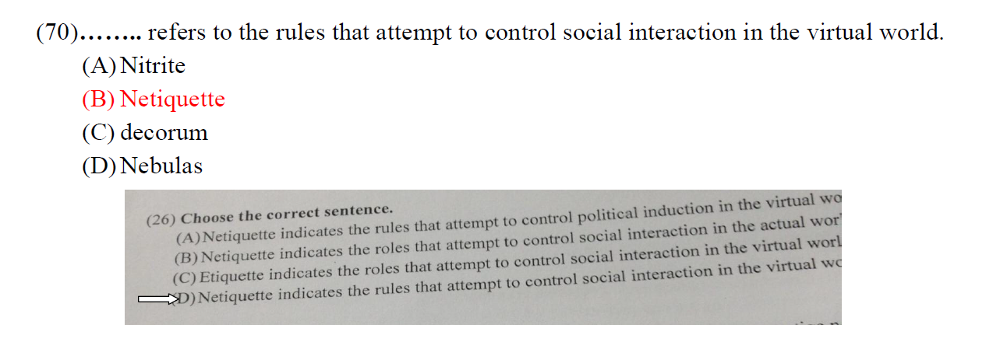 (70)…….. refers to the rules that attempt to control social interaction in the virtual world.
(A) Nitrite
(B) Netiquette
(C) decorum
(D) Nebulas
(26) Choose the correct sentence.
(A) Netiquette indicates the rules that attempt to control political induction in the virtual
(B) Netiquette indicates the roles that attempt to control social interaction in the actual
(C) Etiquette indicates the roles that attempt to control social interaction in the virtual
D) Netiquette indicates the rules that attempt to control social interaction in the virtual